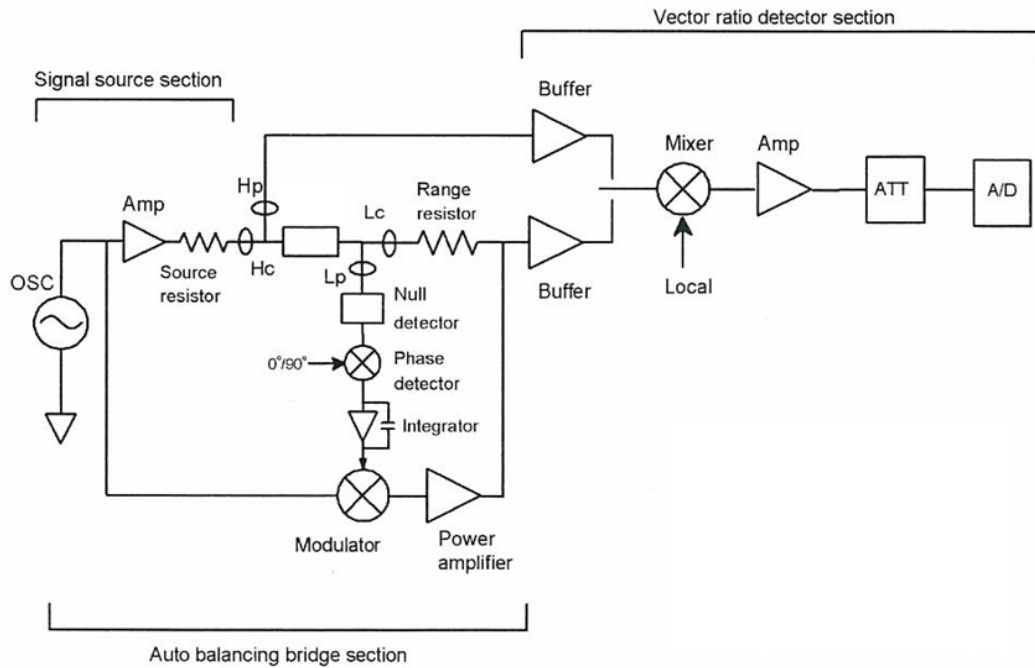 Vector ratio detector section
Signal source section
Buffer
Mixer
Amp
Hp
Amp
Lc
Range
resistor
ATT
A/D
OSC
Source
resistor
Hc
Lp
Buffer
Local
Null
detector
0°/90°
Phase
detector
Integrator
Modulator
Power
amplifier
Auto balancing bridge section